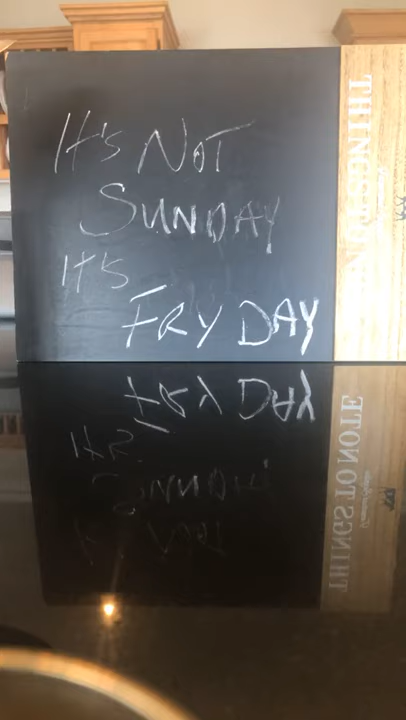 It's NOT
SUNDAY
It's
FRY DAY
THINGS TO NOTE